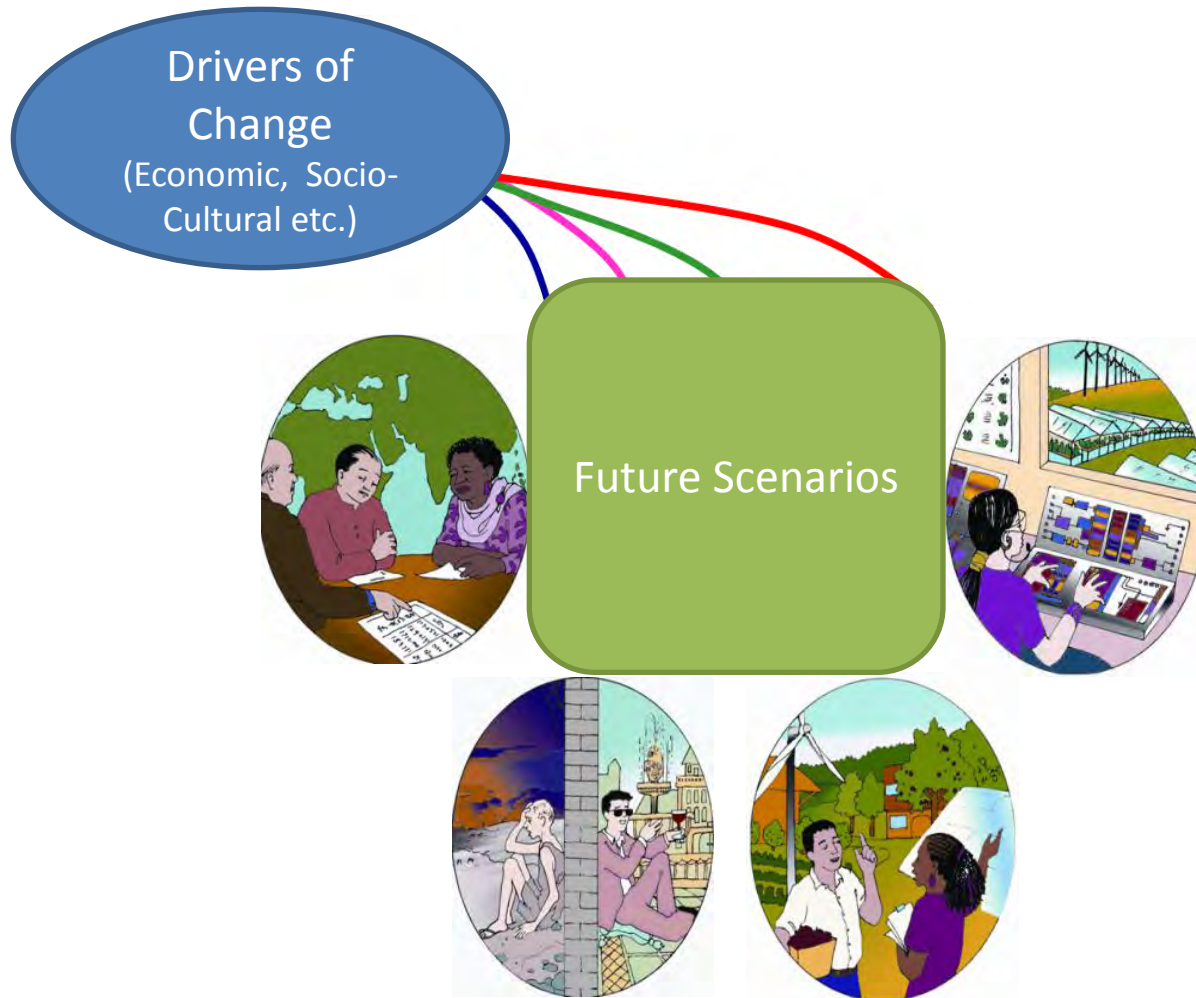 Drivers of
Change
(Economic, Socio-
Cultural etc.)
Future Scenarios